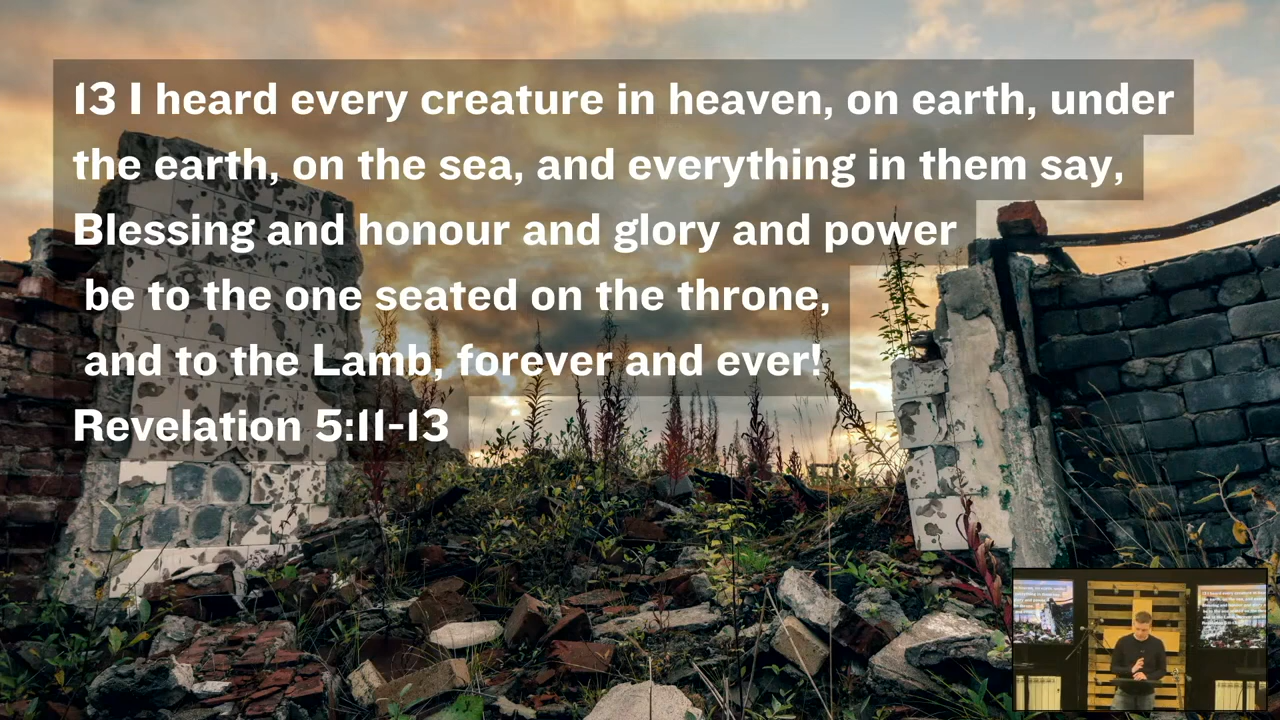 13 I heard every creature in heaven, on earth, under
the earth, on the sea, and everything in them say,
Blessing and honour and glory and power
be to the one seated on the throne,
and to the Lamb, forever and ever!
Revelation 5:11-13